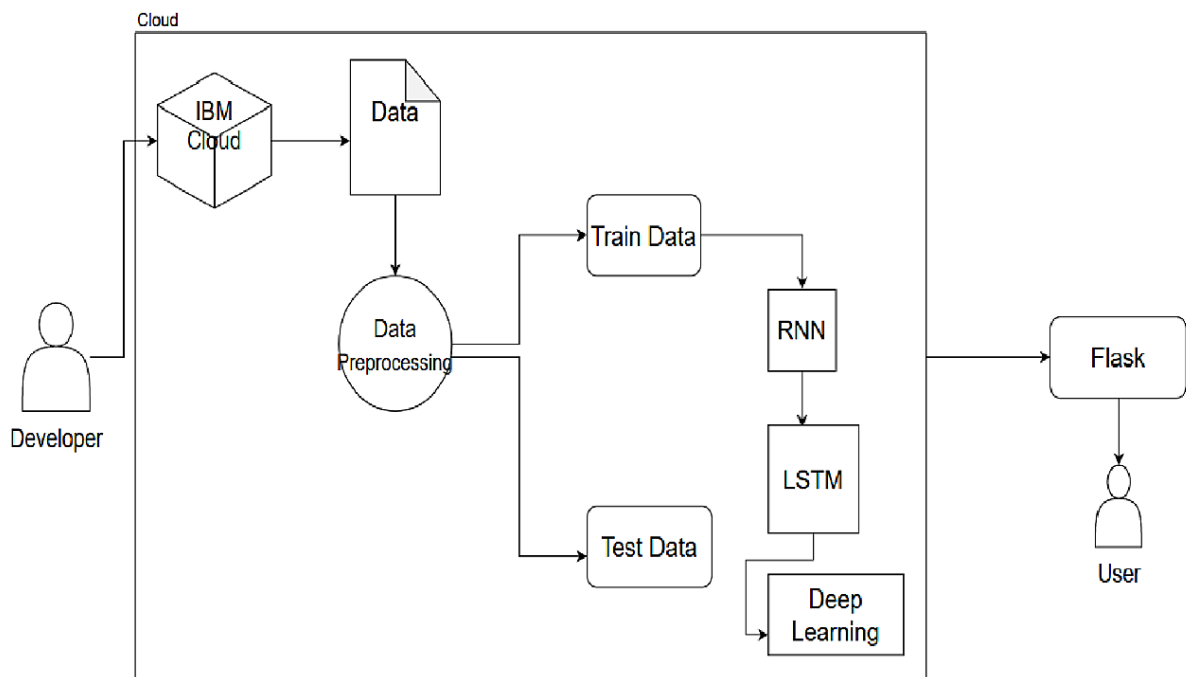 Cloud
IBM
Cloud
Data
Train Data
RNN
Data
Preprocessing
Flask
Developer
LSTM
Test Data
User
Deep
Learning